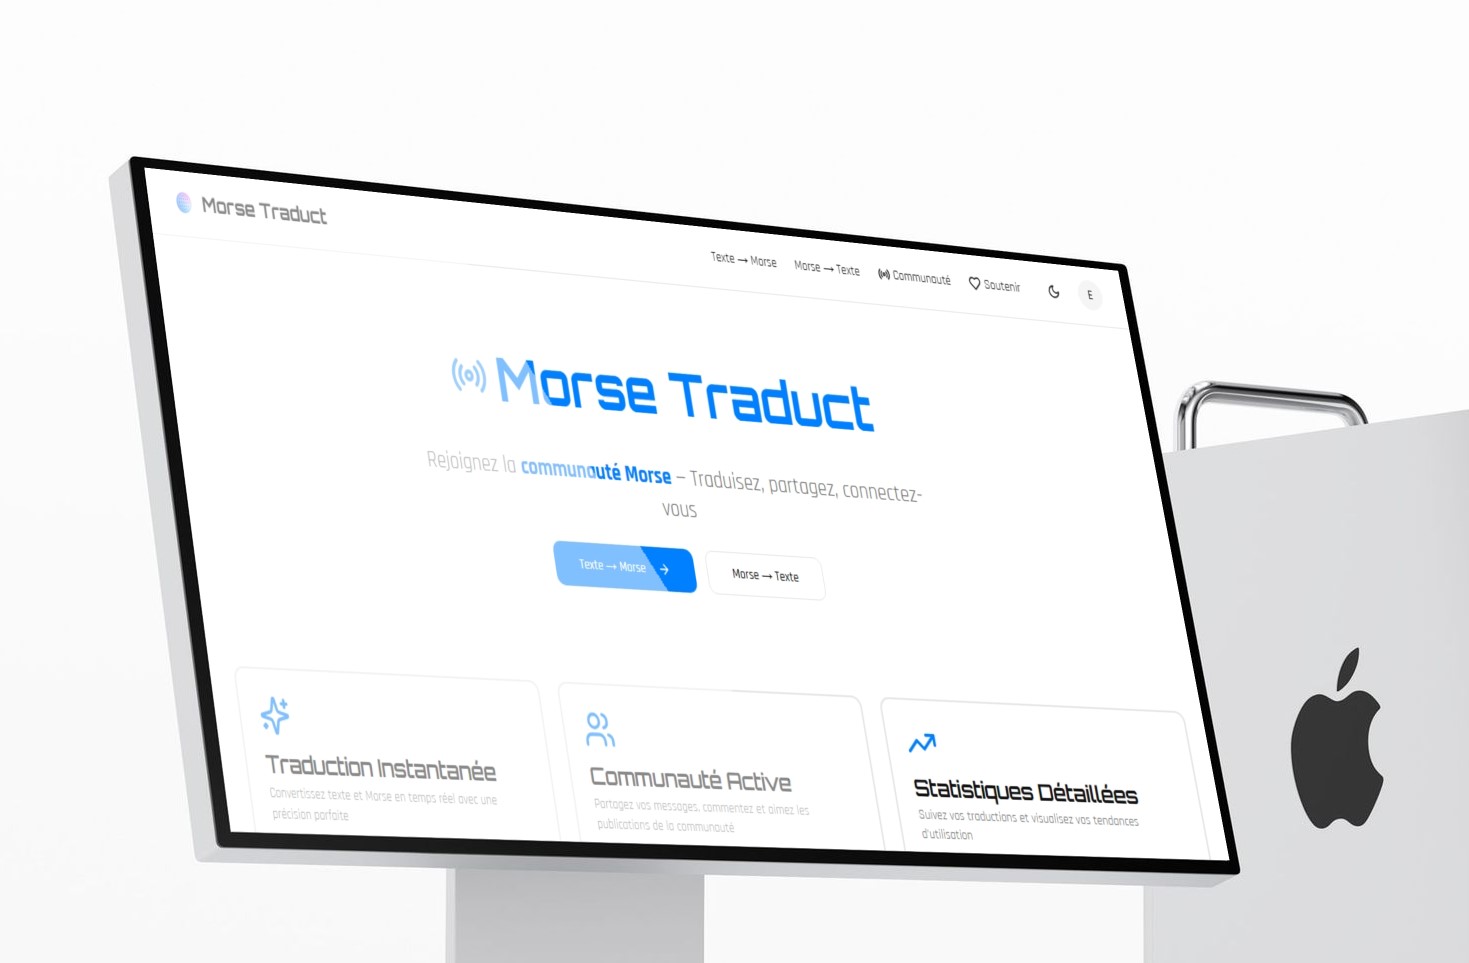 Morse Traduct
Texte → Morse Morse → Texte Communauté Soutenir E
Morse Traduct
Rejoignez la communauté Morse – Traduisez, partagez, connectez-
vous
Texte → Morse → Morse → Texte
Traduction Instantanée
Convertissez texte et Morse en temps réel avec une
précision parfaite
Communauté Active
Partagez vos messages, commentez et aimez les
publications de la communauté
Statistiques Détaillées
Suivez vos traductions et visualisez vos tendances
d'utilisation